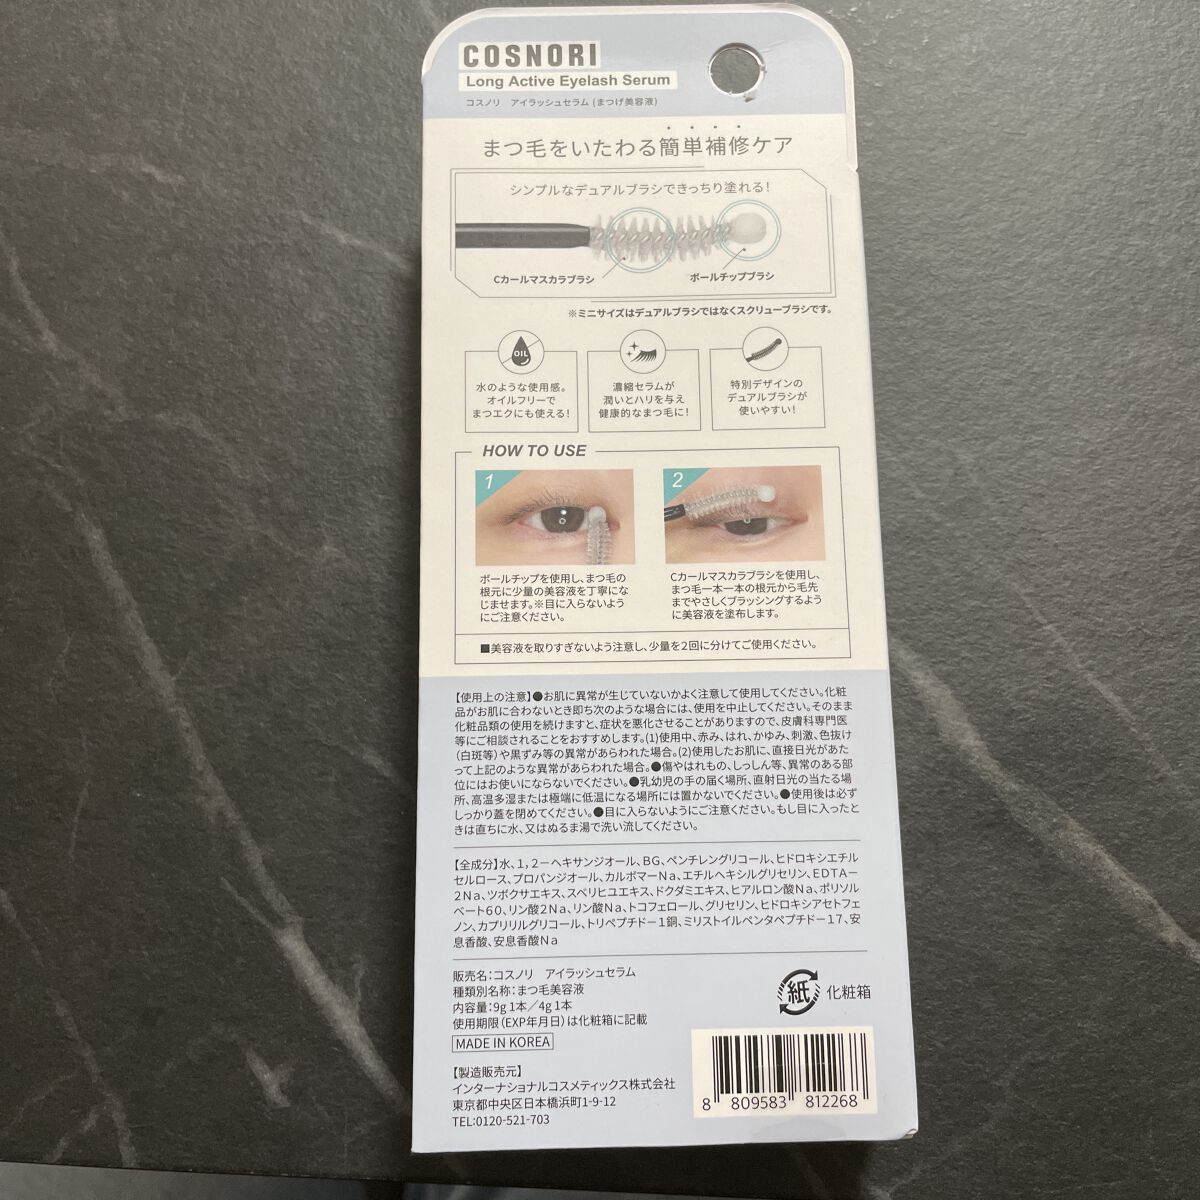 COSNORI
Long Active Eyelash Serum
コスノリ　アイラッシュセラム (まつげ美容液)
まつ毛をいたわる簡単補修ケア
シンプルなデュアルブラシできっちり塗れる!
Cカールマスカラブラシ
ボールチップブラシ
※ミニサイズはデュアルブラシではなくスクリューブラシです。
OIL
水のような使用感。
オイルフリーで
まつエクにも使える!
濃縮セラムが
潤いとハリを与え
健康的なまつ毛に!
特別デザインの
デュアルブラシが
使いやすい!
HOW TO USE
1
ボールチップを使用し、まつ毛の
根元に少量の美容液を丁寧にな
じませます。※目に入らないよう
にご注意ください。
2
Cカールマスカラブラシを使用し、
まつ毛一本一本の根元から毛先
までやさしくブラッシングするよう
に美容液を塗布します。
■美容液を取りすぎないよう注意し、少量を2回に分けてご使用ください。
【使用上の注意】●お肌に異常が生じていないかよく注意して使用してください。化粧
品がお肌に合わないとき即ち次のような場合には、使用を中止してください。そのまま
化粧品類の使用を続けますと、症状を悪化させることがありますので、皮膚科専門医
等にご相談されることをおすすめします。(1)使用中、赤み、はれ、かゆみ、刺激、色抜け
(白斑等)や黒ずみ等の異常があらわれた場合。(2)使用したお肌に、直接日光があた
って上記のような異常があらわれた場合。●傷やはれもの、しっしん等、異常のある部
位にはお使いにならないでください。●乳幼児の手の届く場所、直射日光の当たる場
所、高温多湿または極端に低温になる場所には置かないでください。●使用後は必ず
しっかり蓋を閉めてください。●目に入らないようにご注意ください。もし目に入ったと
きは直ちに水、又はぬるま湯で洗い流してください。
【全成分】水、1,2－ヘキサンジオール、BG、ペンチレングリコール、ヒドロキシエチル
セルロース、プロパンジオール、カルボマーNa、エチルヘキシルグリセリン、EDTA－
2Na、ツボクサエキス、スベリヒユエキス、ドクダミエキス、ヒアルロン酸Na、ポリソル
ベート60、リン酸2Na、リン酸Na、トコフェロール、グリセリン、ヒドロキシアセトフェ
ノン、カプリリルグリコール、トリペプチド－1銅、ミリストイルペンタペプチド－17、安
息香酸、安息香酸Na
販売名：コスノリ　アイラッシュセラム
種類別名称：まつ毛美容液
内容量：9g 1本／4g 1本
使用期限（EXP年月日）は化粧箱に記載
MADE IN KOREA
紙
化粧箱
【製造販売元】
インターナショナルコスメティックス株式会社
東京都中央区日本橋浜町1-9-12
TEL:0120-521-703
8 809583 812268